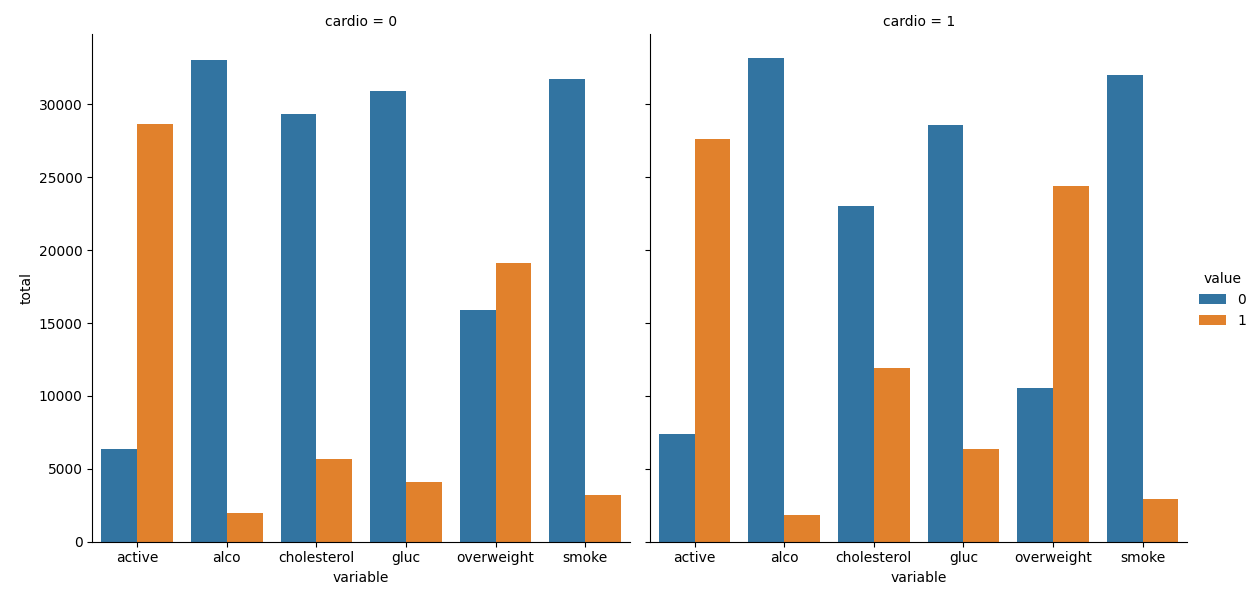 cardio = 0
cardio = 1
total
30000
25000
20000
15000
10000
5000
0
active alco cholesterol gluc overweight smoke
active alco cholesterol gluc overweight smoke
variable
variable
value
0
1